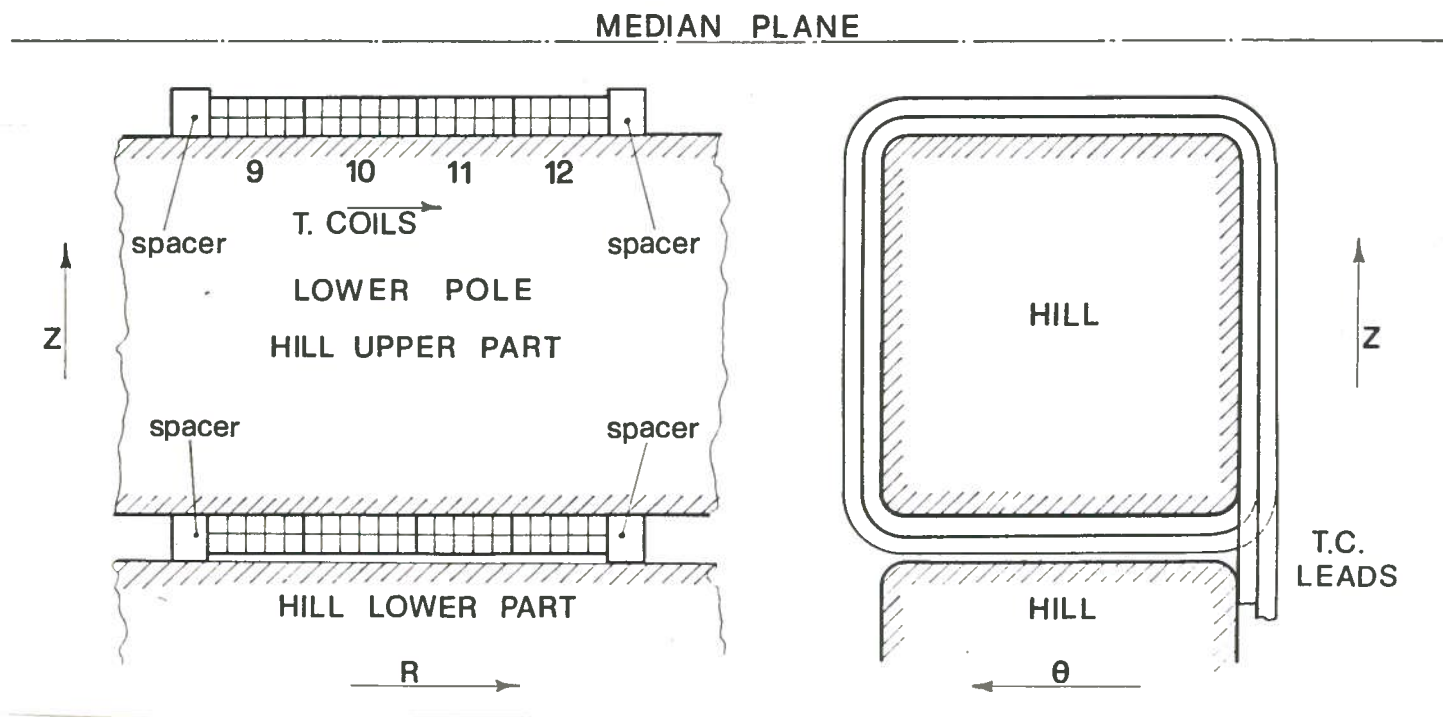 MEDIAN PLANE
9 10 11 12
T. COILS
spacer
spacer
LOWER POLE
HILL UPPER PART
Z
spacer
spacer
HILL LOWER PART
R
HILL
Z
T.C.
LEADS
HILL
θ